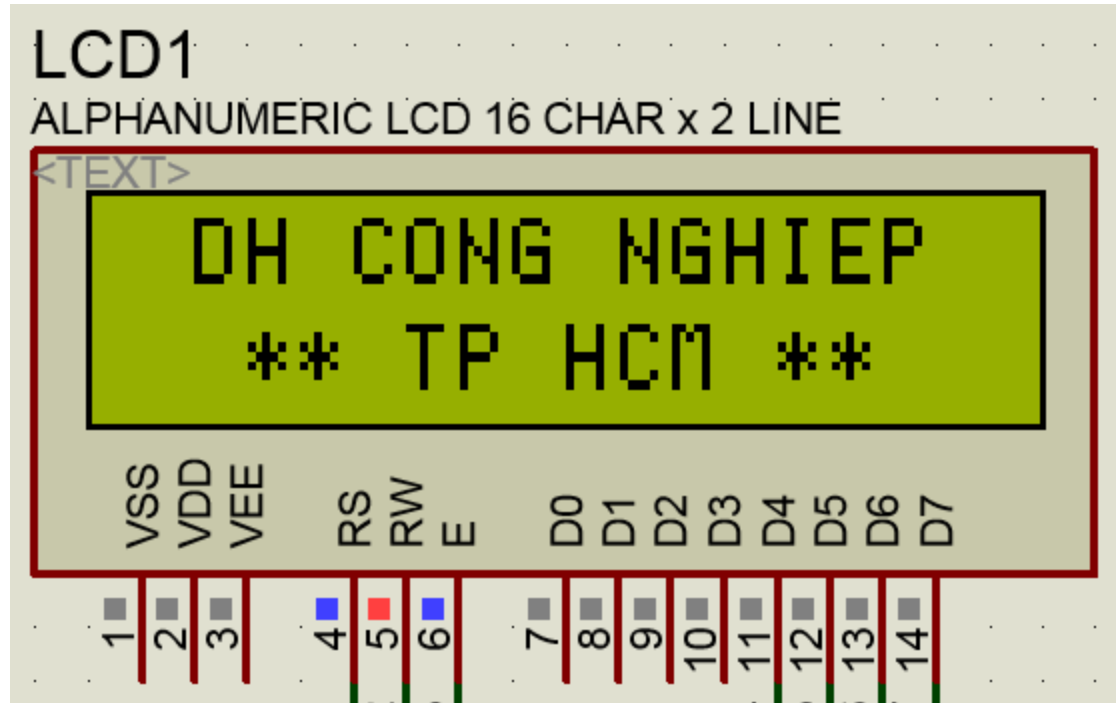 LCD1
ALPHANUMERIC LCD 16 CHAR x 2 LINE
<TEXT>
DH CONG NGHIEP
** TP HCM **
VSS VDD VEE RS RW E D0 D1 D2 D3 D4 D5 D6 D7
1 2 3 4 5 6 7 8 9 10 11 12 13 14